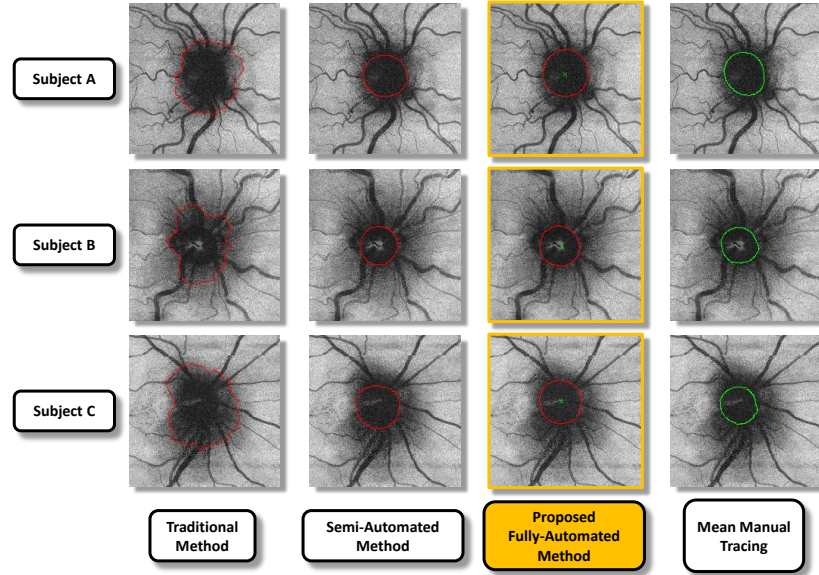 Subject A
Subject B
Subject C
Traditional
Method
Semi-Automated
Method
Proposed
Fully-Automated
Method
Mean Manual
Tracing